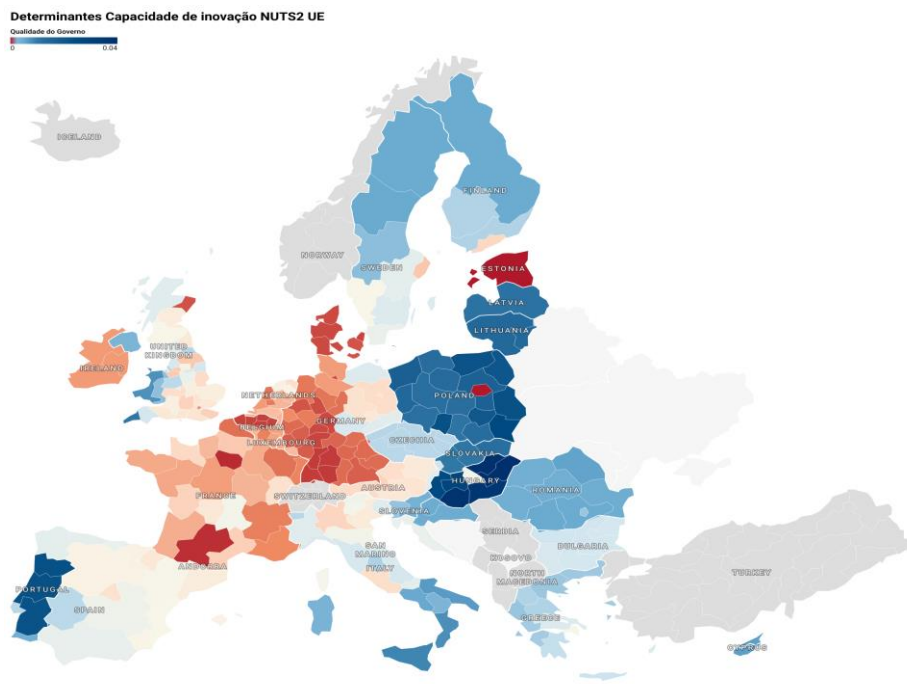 Determinantes Capacidade de inovação NUTS2 UE
Qualidade do Governo
0 0.04
ICELAND
FINLAND
NORWAY
SWEDEN
ESTONIA
LATVIA
LITHUANIA
UNITED
KINGDOM
IRELAND
NETHERLANDS
POLAND
BELGIUM
GERMANY
LUXEMBOURG
CZECHIA
SLOVAKIA
HUNGARY
AUSTRIA
FRANCE
SWITZERLAND
ROMANIA
SLOVENIA
SERBIA
SAN
MARINO
BULGARIA
KOSOVO
ITALY
ANDORRA
NORTH
MACEDONIA
TURKEY
PORTUGAL
SPAIN
GREECE
CYPRUS